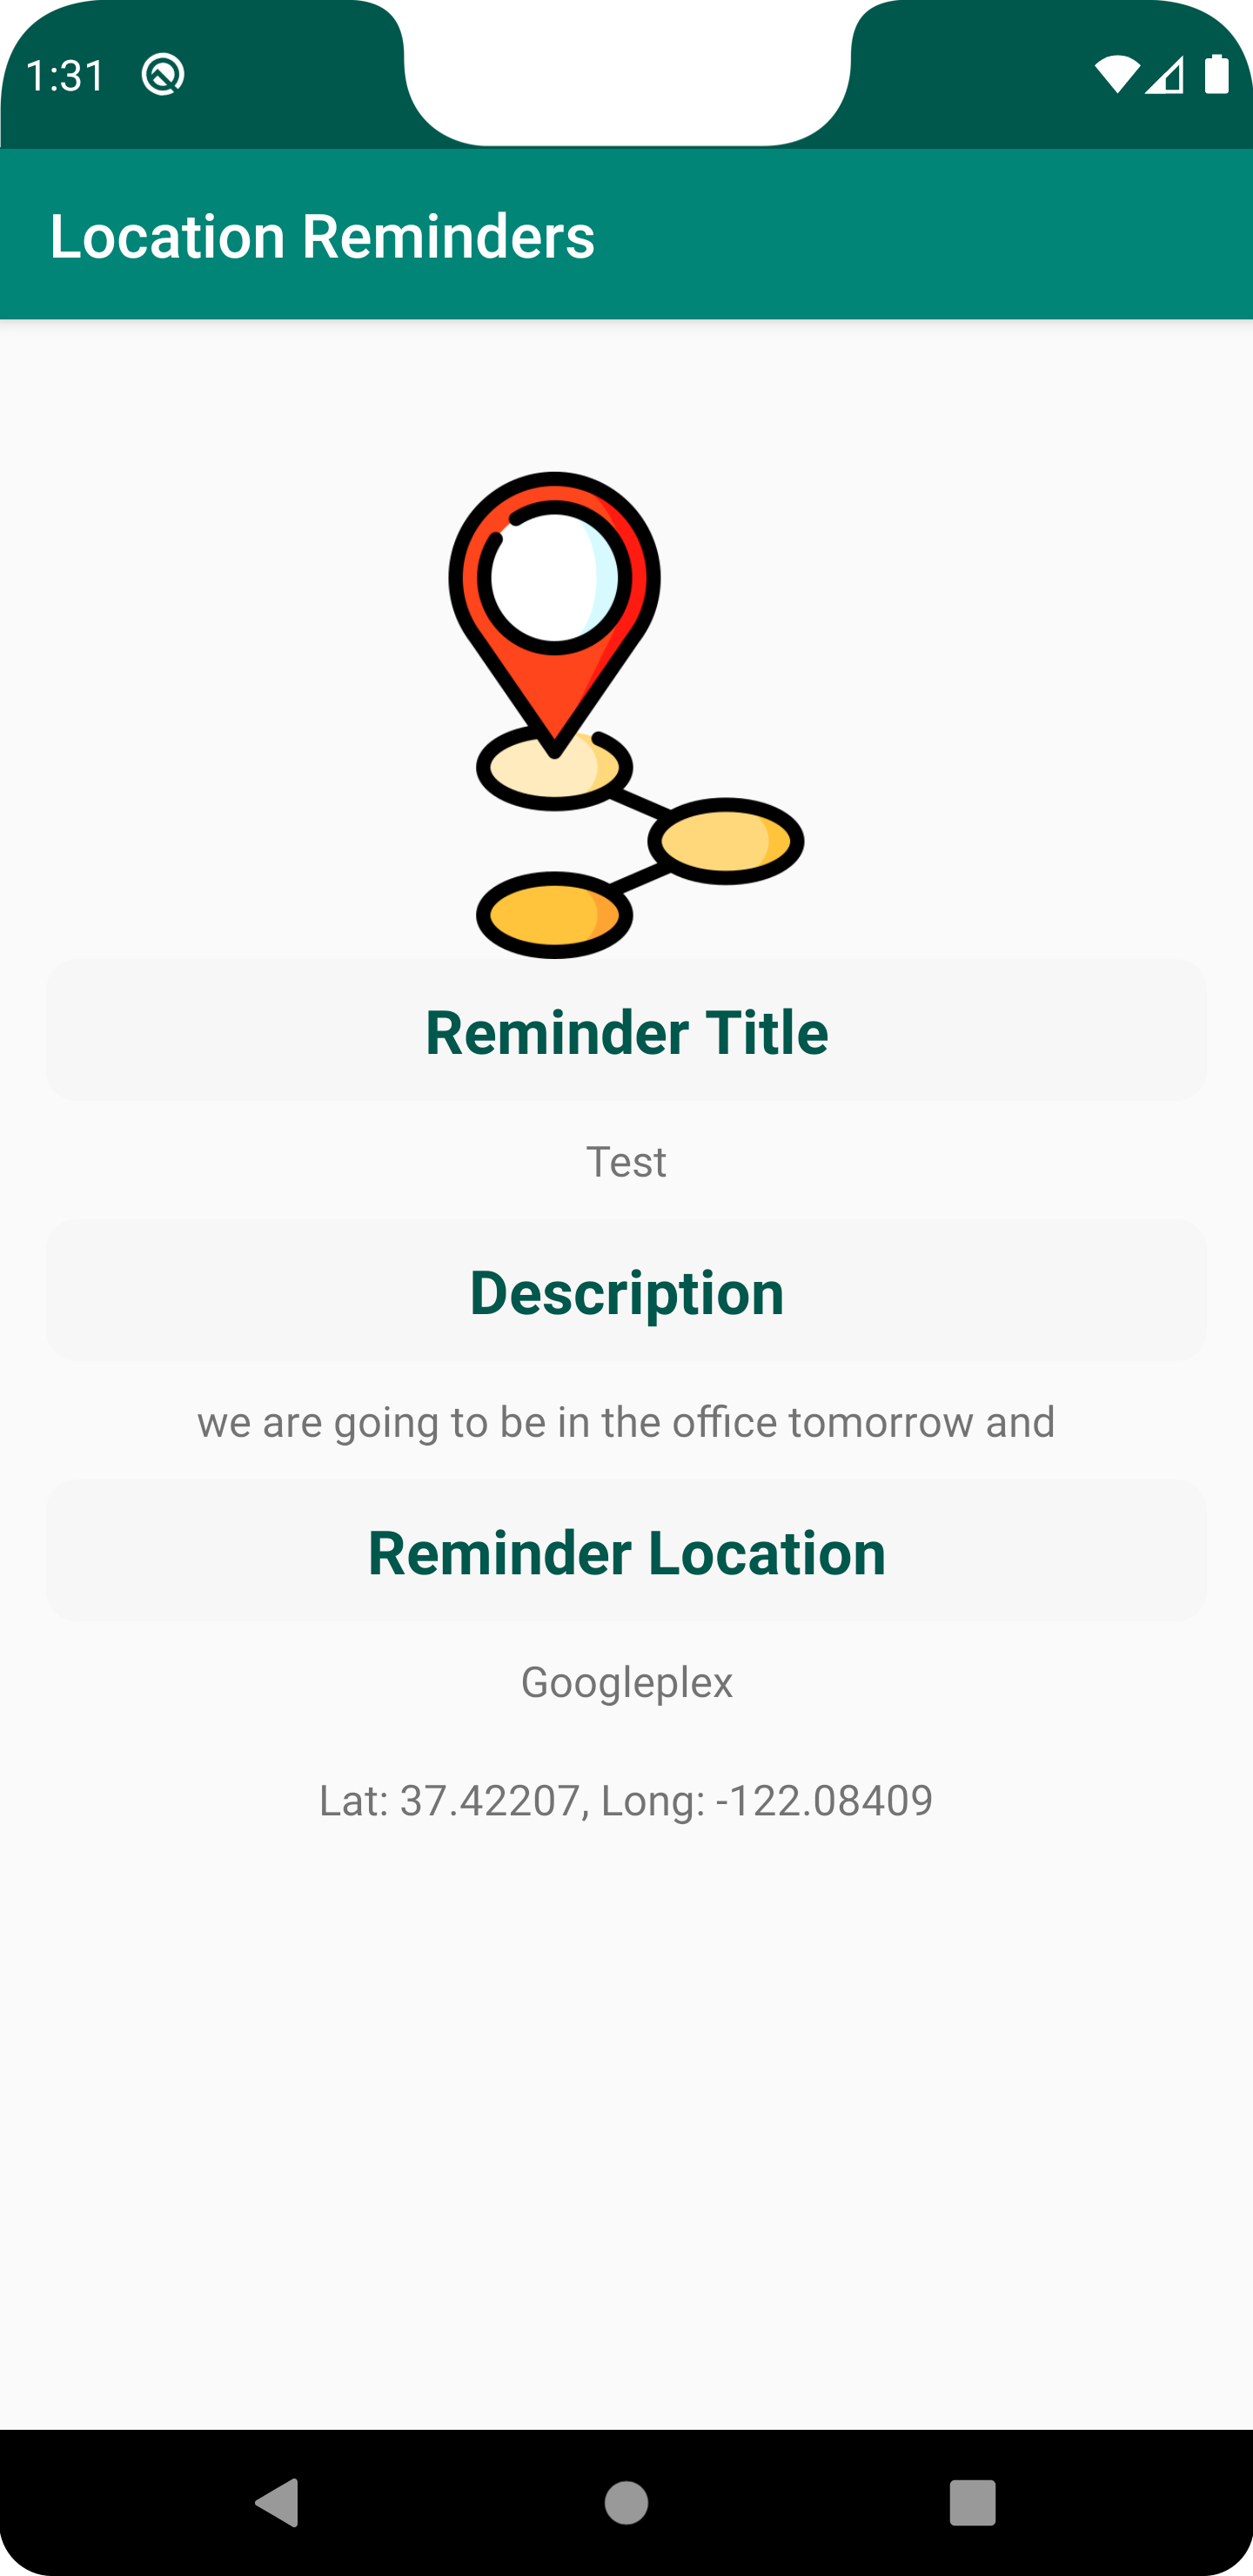 1:31
Location Reminders
Reminder Title
Test
Description
we are going to be in the office tomorrow and
Reminder Location
Googleplex
Lat: 37.42207, Long: -122.08409